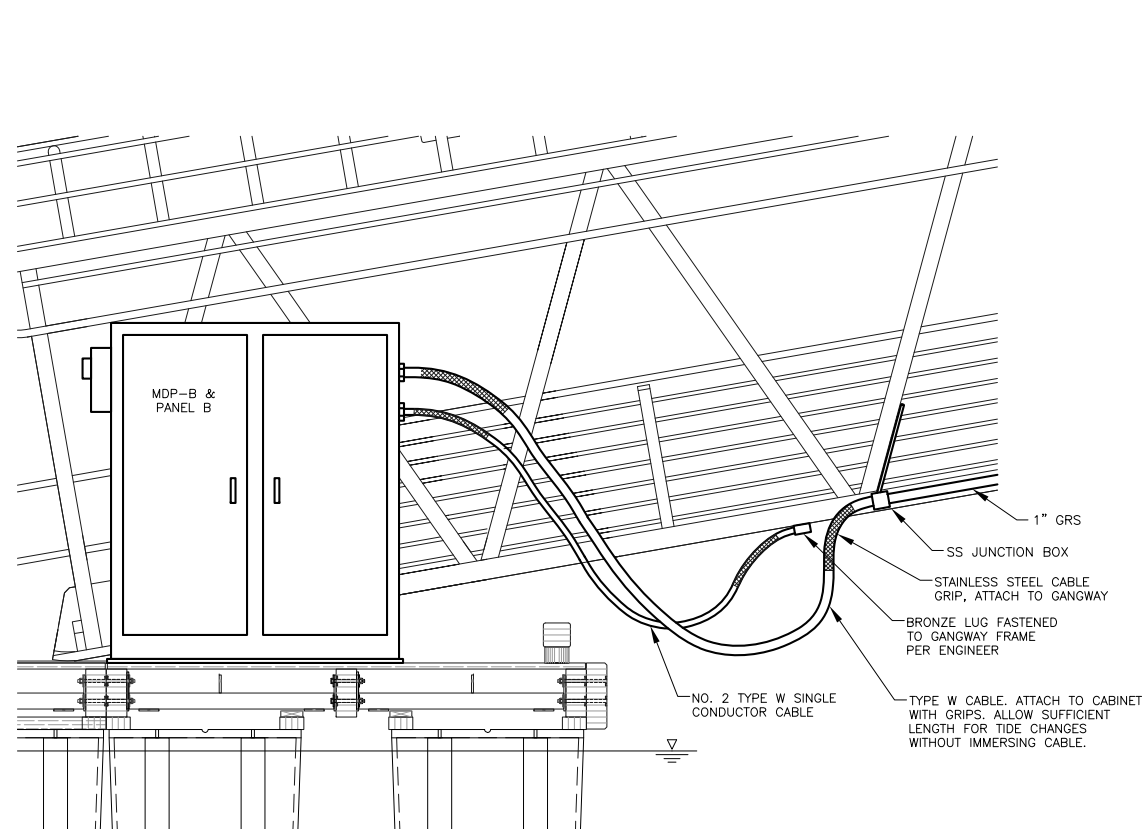 MDP-B &
PANEL B
1" GRS
SS JUNCTION BOX
STAINLESS STEEL CABLE
GRIP, ATTACH TO GANGWAY
BRONZE LUG FASTENED
TO GANGWAY FRAME
PER ENGINEER
NO. 2 TYPE W SINGLE
CONDUCTOR CABLE
TYPE W CABLE. ATTACH TO CABINET
WITH GRIPS. ALLOW SUFFICIENT
LENGTH FOR TIDE CHANGES
WITHOUT IMMERSING CABLE.